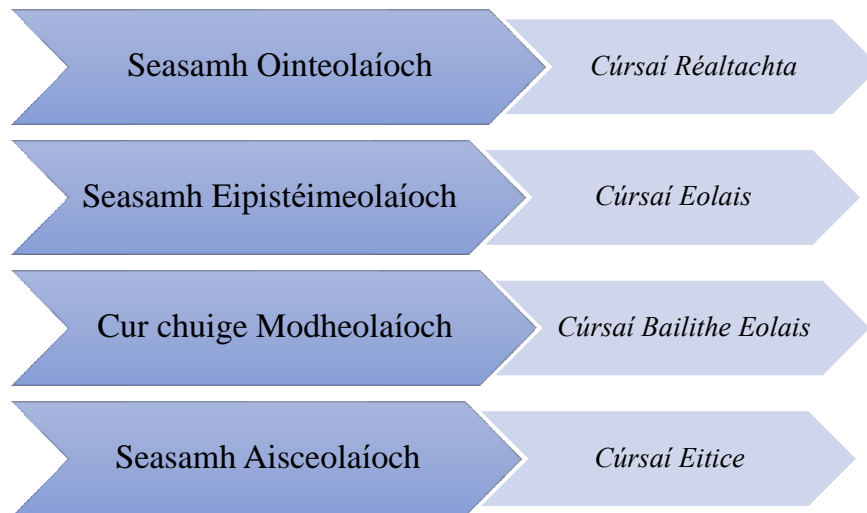 Seasamh Ointeolaíoch
Cúrsaí Réaltachta
Seasamh Eipistéimeolaíoch
Cúrsaí Eolais
Cur chuige Modheolaíoch
Cúrsaí Bailithe Eolais
Seasamh Aisceolaíoch
Cúrsaí Eitice